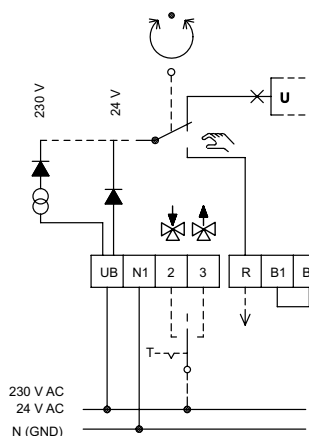 230 V
24 V
U
UB
N1
2
3
R
B1
B
T
230 V AC
24 V AC
N (GND)